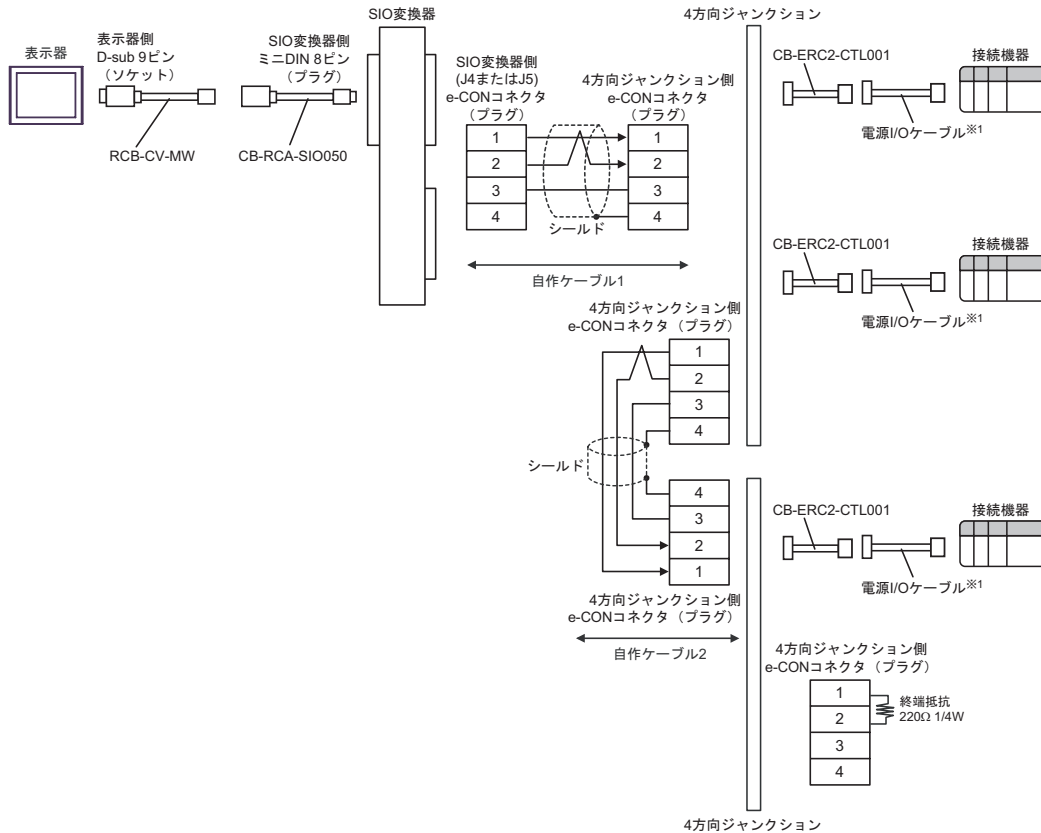 表示器
表示器側
D-sub 9ピン
（ソケット）
RCB-CV-MW
SIO変換器側
ミニDIN 8ピン
（プラグ）
CB-RCA-SIO050
SIO変換器
SIO変換器側
(J4またはJ5)
e-CONコネクタ
（プラグ）
1
2
3
4
シールド
4方向ジャンクション側
e-CONコネクタ
（プラグ）
1
2
3
4
自作ケーブル1
4方向ジャンクション
CB-ERC2-CTL001
接続機器
電源I/Oケーブル※1
CB-ERC2-CTL001
接続機器
電源I/Oケーブル※1
4方向ジャンクション側
e-CONコネクタ（プラグ）
1
2
3
4
シールド
4
3
2
1
4方向ジャンクション側
e-CONコネクタ（プラグ）
自作ケーブル2
CB-ERC2-CTL001
接続機器
電源I/Oケーブル※1
4方向ジャンクション側
e-CONコネクタ（プラグ）
1
2
3
4
終端抵抗
220Ω 1/4W
4方向ジャンクション